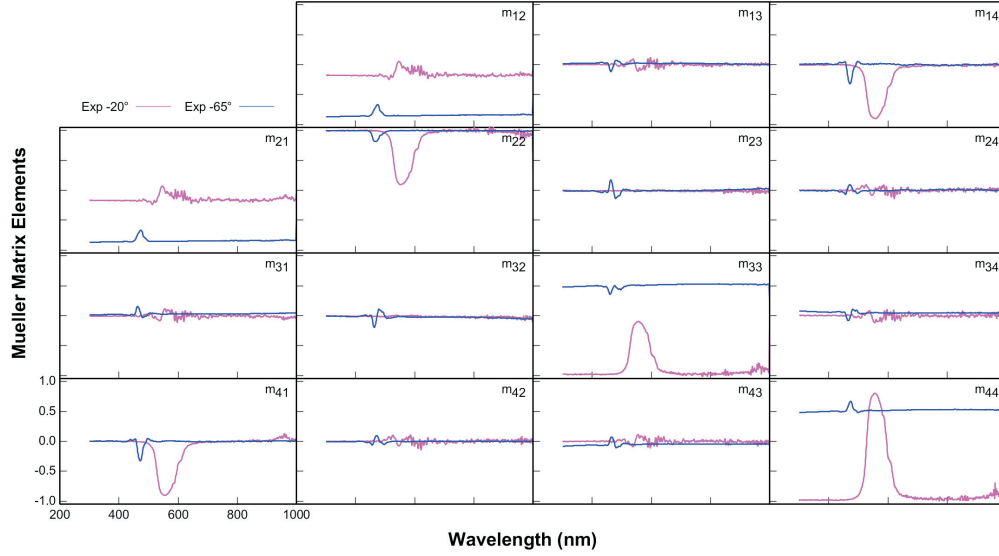 m12
m13
m14
Exp -20° Exp -65°
m21
m22
m23
m24
m31
m32
m33
m34
1.0
0.5
0.0
-0.5
-1.0
m41
m42
m43
m44
200 400 600 800 1000
Mueller Matrix Elements
Wavelength (nm)